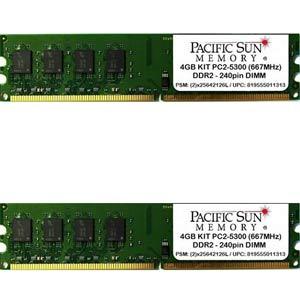 PACIFIC SUN
MEMORY
4GB KIT PC2-5300 (667MHz)
DDR2 - 240pin DIMM
PSM: (2)x25642126L / UPC: 819555011313
PACIFIC SUN
MEMORY
4GB KIT PC2-5300 (667MHz)
DDR2 - 240pin DIMM
PSM: (2)x25642126L / UPC: 819555011313